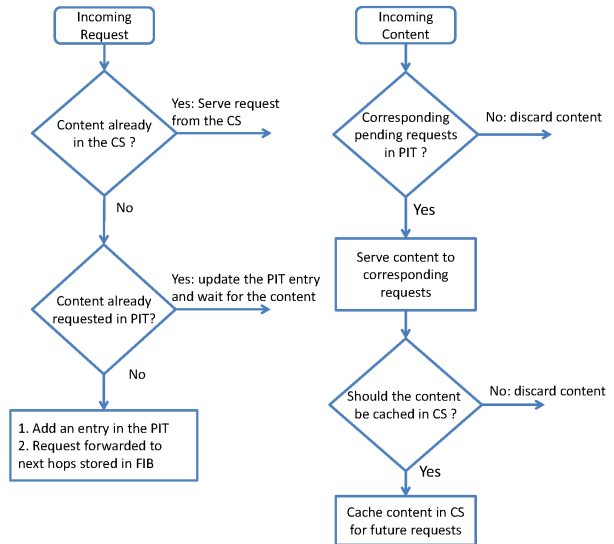 Incoming
Request
Yes: Serve request
from the CS
Content already
in the CS ?
No
Yes: update the PIT entry
and wait for the content
Content already
requested in PIT?
No
1. Add an entry in the PIT
2. Request forwarded to
next hops stored in FIB
Incoming
Content
Corresponding
pending requests
in PIT ?
No: discard content
Yes
Serve content to
corresponding
requests
Should the content
be cached in CS ?
No: discard content
Yes
Cache content in CS
for future requests